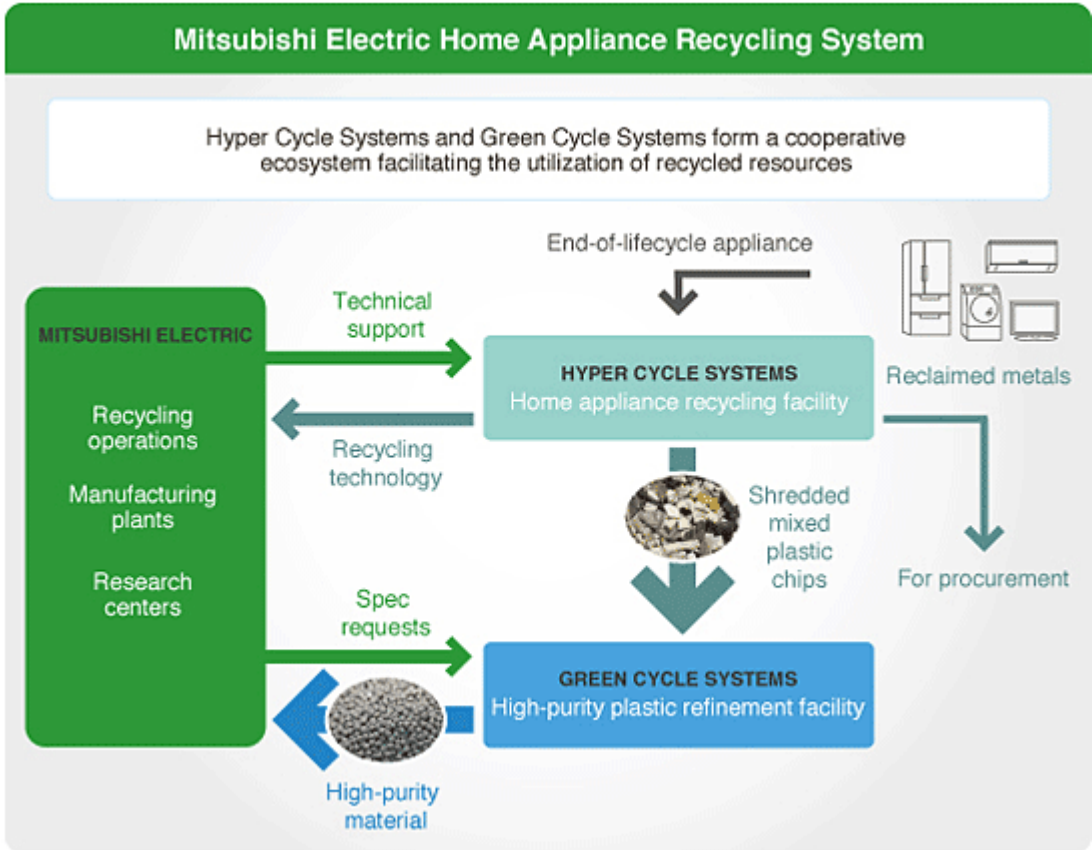 Mitsubishi Electric Home Appliance Recycling System
Hyper Cycle Systems and Green Cycle Systems form a cooperative
ecosystem facilitating the utilization of recycled resources
End-of-lifecycle appliance
MITSUBISHI ELECTRIC
Recycling
operations
Manufacturing
plants
Research
centers
Technical
support
HYPER CYCLE SYSTEMS
Home appliance recycling facility
Reclaimed metals
Recycling
technology
Shredded
mixed
plastic
chips
For procurement
Spec
requests
GREEN CYCLE SYSTEMS
High-purity plastic refinement facility
High-purity
material